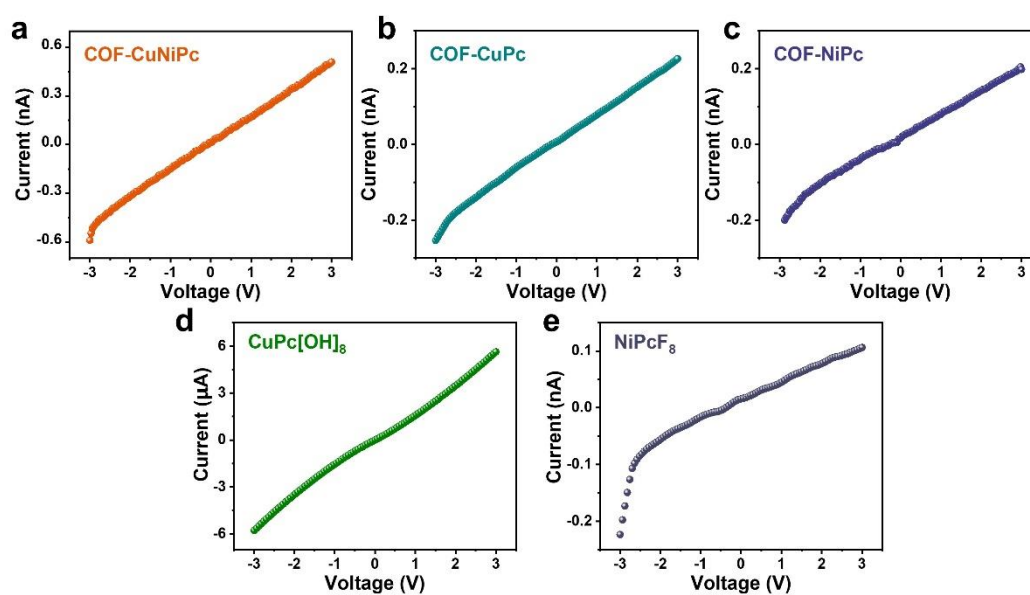 a
COF-CuNiPc
Current (nA)
0.6
0.3
0.0
-0.3
-0.6
-3 -2 -1 0 1 2 3
Voltage (V)
b
COF-CuPc
Current (nA)
0.2
0.0
-0.2
-3 -2 -1 0 1 2 3
Voltage (V)
c
COF-NiPc
Current (nA)
0.2
0.0
-0.2
-3 -2 -1 0 1 2 3
Voltage (V)
d
CuPc[OH]₈
Current (μA)
6
3
0
-3
-6
-3 -2 -1 0 1 2 3
Voltage (V)
e
NiPcF₈
Current (nA)
0.1
0.0
-0.1
-0.2
-3 -2 -1 0 1 2 3
Voltage (V)